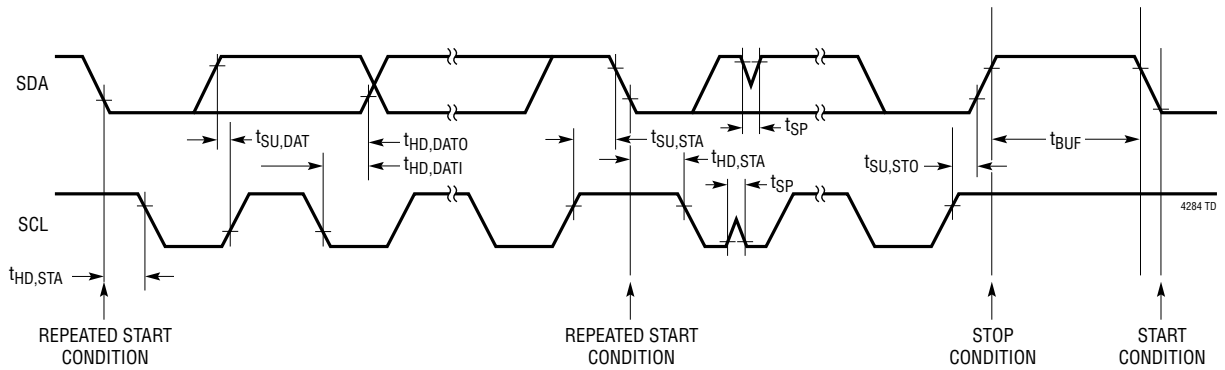 SDA
tSU,DAT
tHD,DATO
tHD,DATI
tSU,STA
tHD,STA
tSP
tSP
tSU,STO
tBUF
SCL
4284 TD
tHD,STA
REPEATED START
CONDITION
REPEATED START
CONDITION
STOP
CONDITION
START
CONDITION